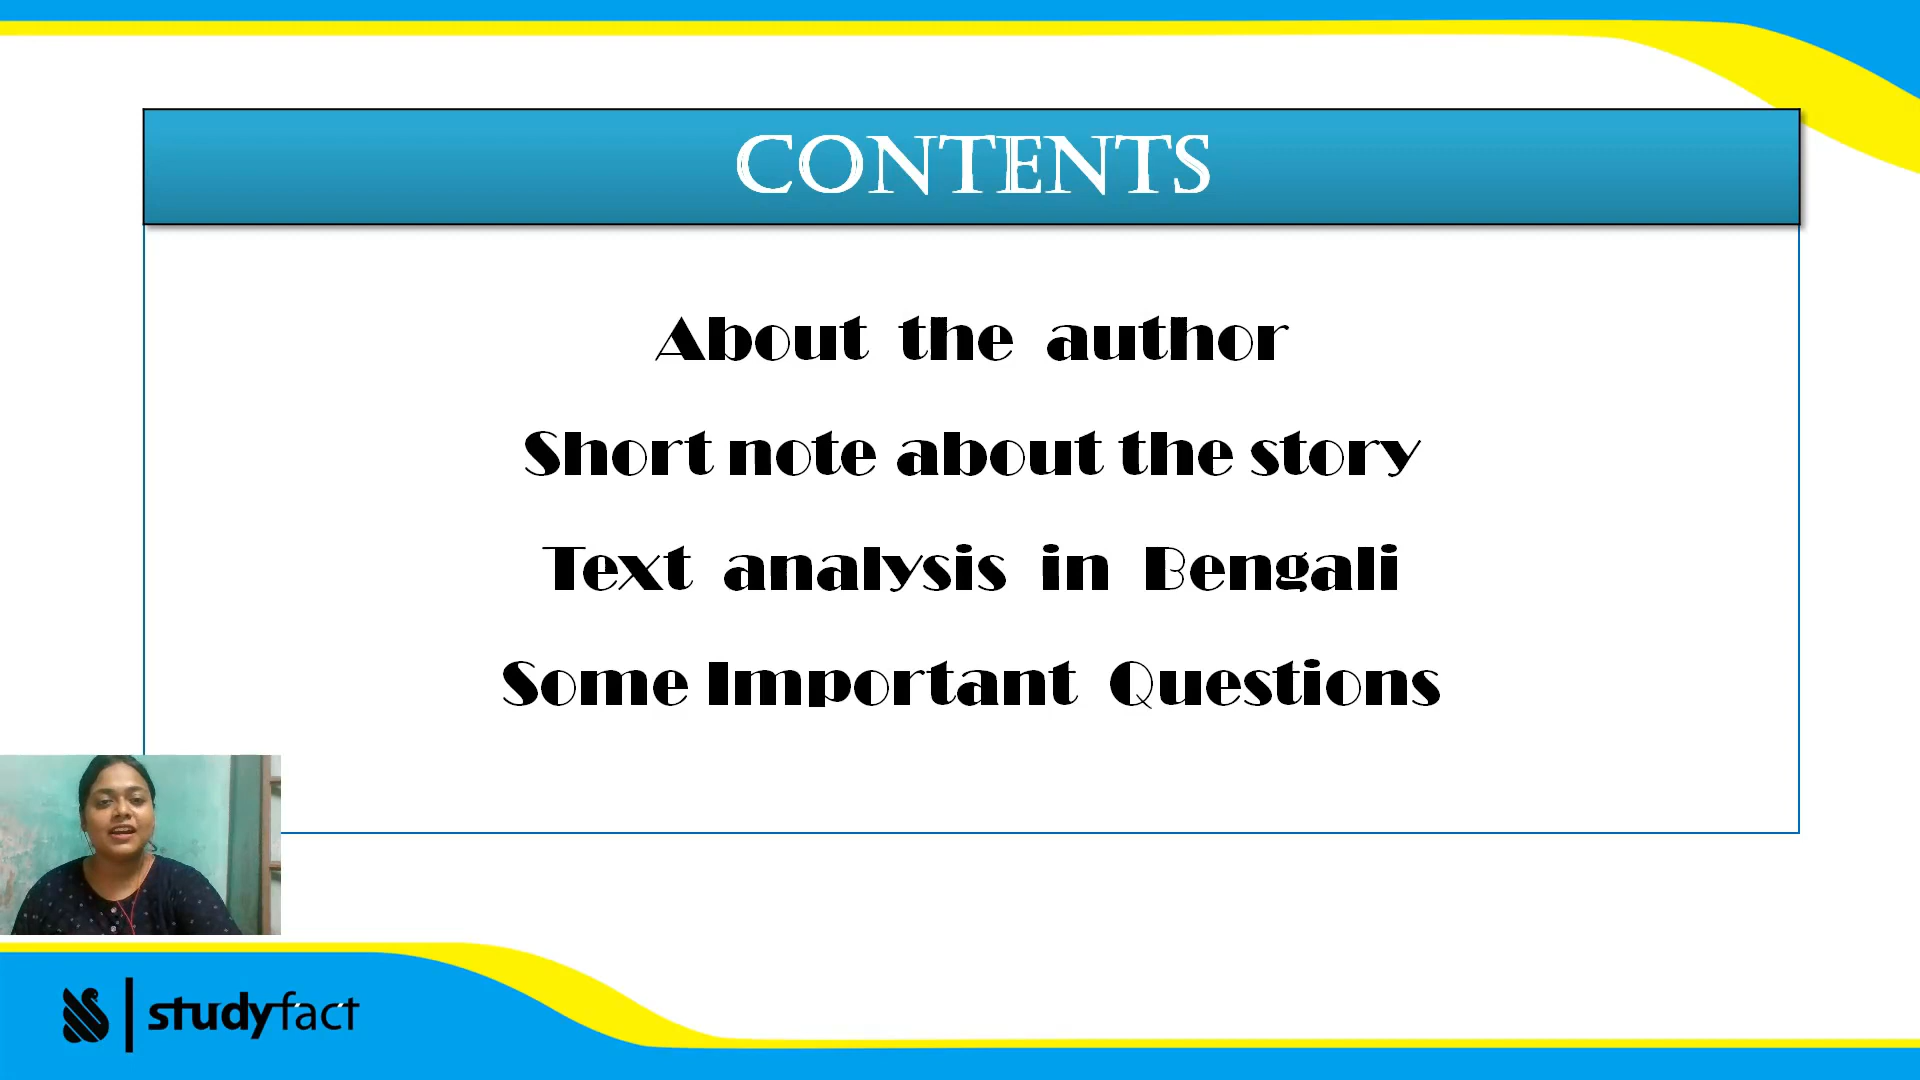 CONTENTS
About the author
Short note about the story
Text analysis in Bengali
Some Important Questions
studyfact